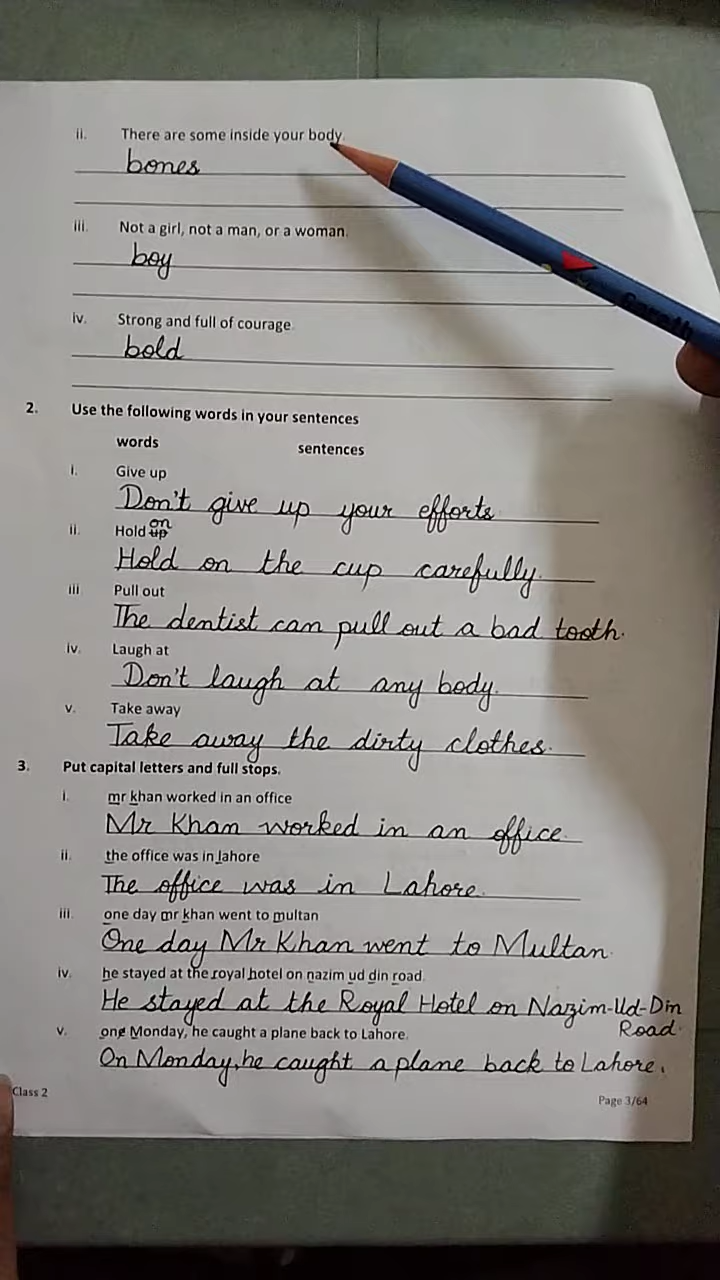 ii. There are some inside your body.
bones
iii. Not a girl, not a man, or a woman.
boy
iv. Strong and full of courage
bold
2. Use the following words in your sentences
words sentences
i. Give up
Don't give up your efforts
ii. Hold up on
Hold on the cup carefully.
iii Pull out
The dentist can pull out a bad tooth.
iv. Laugh at
Don't laugh at any body.
v. Take away
Take away the dirty clothes.
3. Put capital letters and full stops.
i. mr khan worked in an office
Mr Khan worked in an office.
ii. the office was in lahore
The office was in Lahore.
iii. one day mr khan went to multan
One day Mr Khan went to Multan.
iv. he stayed at the royal hotel on nazim ud din road.
He stayed at the Royal Hotel on Nazim-Ud-Din
Road.
v. one Monday, he caught a plane back to Lahore.
On Monday, he caught a plane back to Lahore.
Class 2
Page 3/64